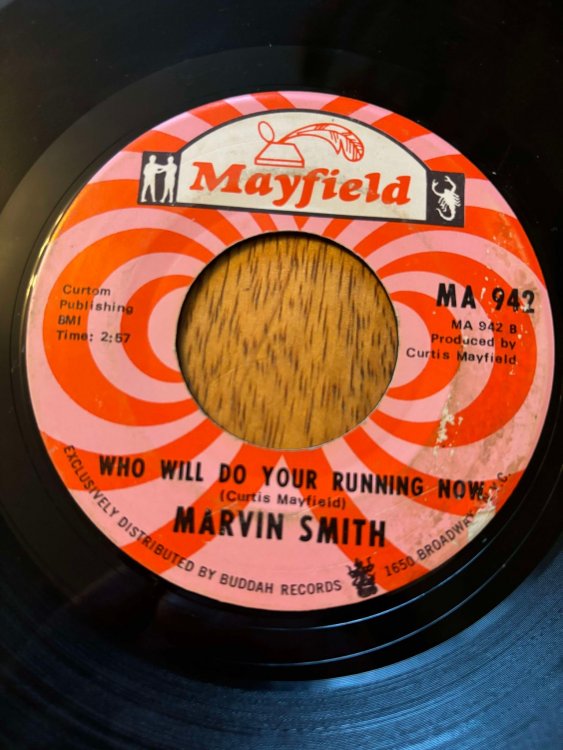 Mayfield
Curtom
Publishing
BMI
Time: 2:57
MA 942
MA 942 B
Produced by
Curtis Mayfield
WHO WILL DO YOUR RUNNING NOW
(Curtis Mayfield)
MARVIN SMITH
EXCLUSIVELY DISTRIBUTED BY BUDDAH RECORDS 1650 BROADWAY